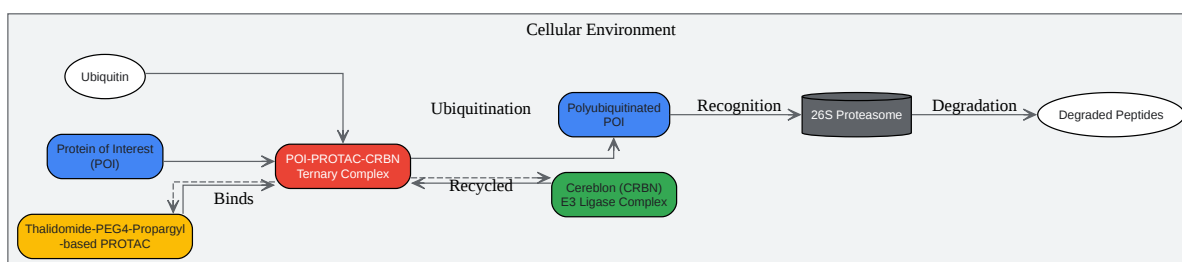 Cellular Environment
Ubiquitin
Ubiquitination
Polyubiquitinated
POI
Recognition
26S Proteasome
Degradation
Degraded Peptides
Protein of Interest
(POI)
POI-PROTAC-CRBN
Ternary Complex
Binds
Recycled
Cereblon (CRBN)
E3 Ligase Complex
Thalidomide-PEG4-Propargyl
-based PROTAC